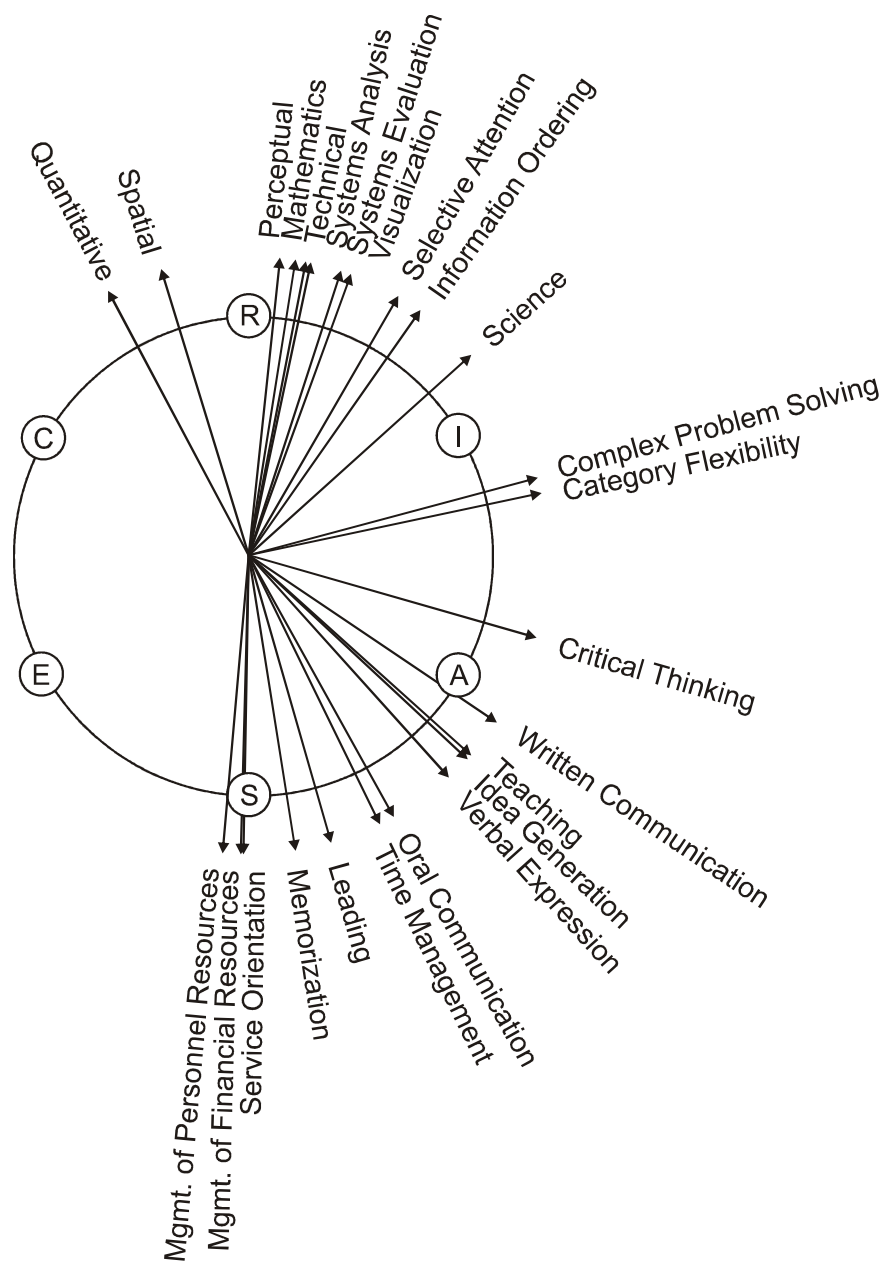 Quantitative
Spatial
Perceptual
Mathematics
Technical
Systems Analysis
Systems Evaluation
Visualization
Selective Attention
Information Ordering
Science
Complex Problem Solving
Category Flexibility
Critical Thinking
Written Communication
Teaching
Idea Generation
Verbal Expression
Oral Communication
Time Management
Leading
Memorization
Service Orientation
Mgmt. of Financial Resources
Mgmt. of Personnel Resources
R
I
A
S
E
C